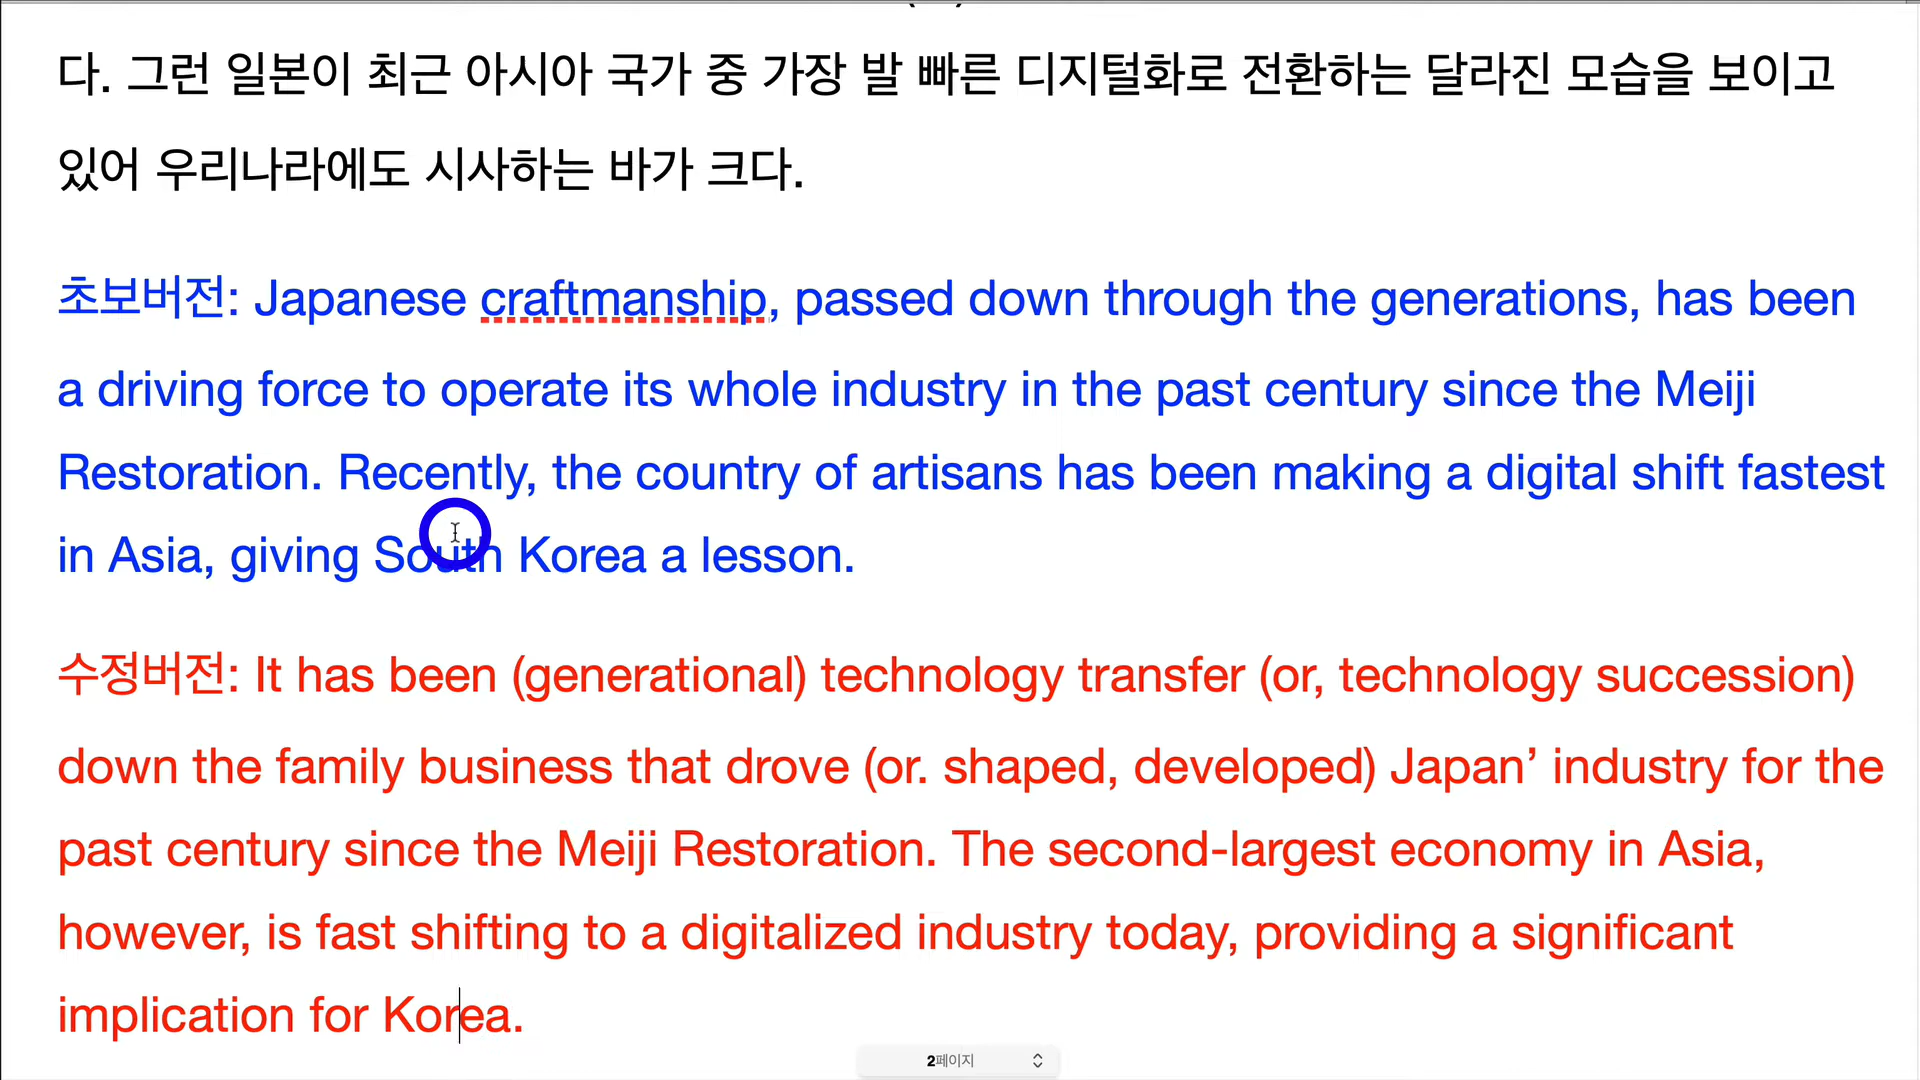 다. 그런 일본이 최근 아시아 국가 중 가장 발 빠른 디지털화로 전환하는 달라진 모습을 보이고
있어 우리나라에도 시사하는 바가 크다.
초보버전: Japanese craftmanship, passed down through the generations, has been
a driving force to operate its whole industry in the past century since the Meiji
Restoration. Recently, the country of artisans has been making a digital shift fastest
in Asia, giving South Korea a lesson.
수정버전: It has been (generational) technology transfer (or, technology succession)
down the family business that drove (or. shaped, developed) Japan’ industry for the
past century since the Meiji Restoration. The second-largest economy in Asia,
however, is fast shifting to a digitalized industry today, providing a significant
implication for Korea.
2페이지